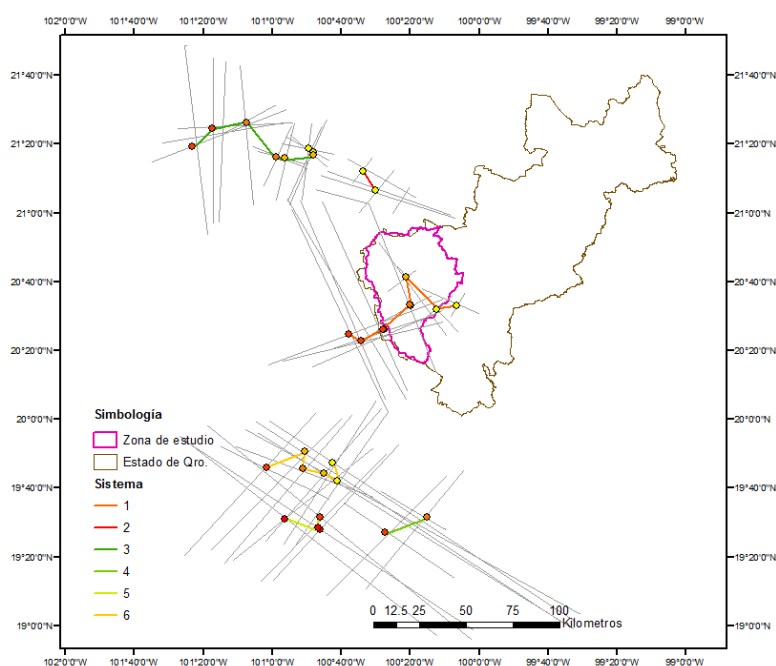 102°0'0"W 101°40'0"W 101°20'0"W 101°0'0"W 100°40'0"W 100°20'0"W 100°0'0"W 99°40'0"W 99°20'0"W 99°0'0"W
21°40'0"N 21°40'0"N
21°20'0"N 21°20'0"N
21°0'0"N 21°0'0"N
20°40'0"N 20°40'0"N
20°20'0"N 20°20'0"N
20°0'0"N 20°0'0"N
Simbología
Zona de estudio
Estado de Qro.
19°40'0"N 19°40'0"N
Sistema
1
2
19°20'0"N 19°20'0"N
3
4
5
6
0 12.5 25 50 75 100
Kilometros
19°0'0"N 19°0'0"N
102°0'0"W 101°40'0"W 101°20'0"W 101°0'0"W 100°40'0"W 100°20'0"W 100°0'0"W 99°40'0"W 99°20'0"W 99°0'0"W